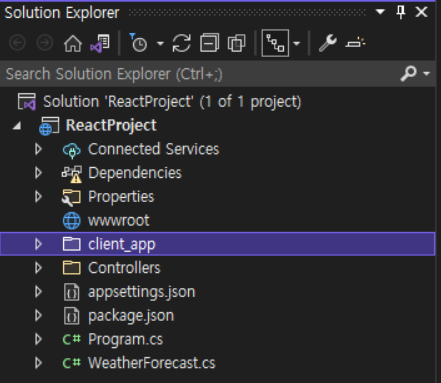 Solution Explorer
Search Solution Explorer (Ctrl+;)
Solution 'ReactProject' (1 of 1 project)
ReactProject
Connected Services
Dependencies
Properties
wwwroot
client_app
Controllers
appsettings.json
package.json
C# Program.cs
C# WeatherForecast.cs